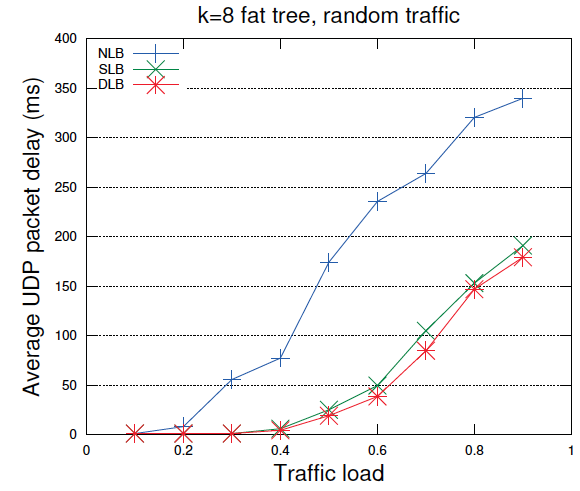 k=8 fat tree, random traffic
NLB
SLB
DLB
Average UDP packet delay (ms)
400
350
300
250
200
150
100
50
0
0 0.2 0.4 0.6 0.8 1
Traffic load